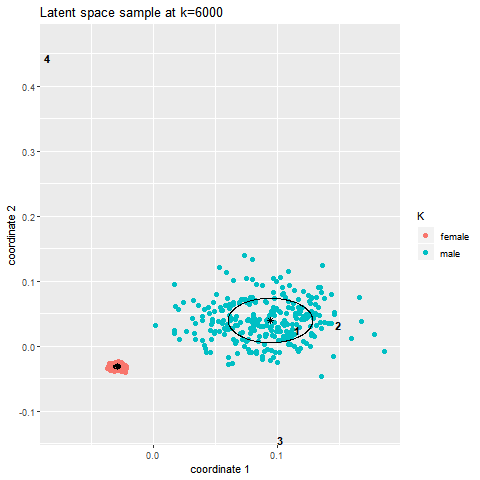 Latent space sample at k=6000
4
0.4
0.3
0.2
0.1
0.0
-0.1
coordinate 2
1
2
3
0.0
0.1
coordinate 1
K
female
male